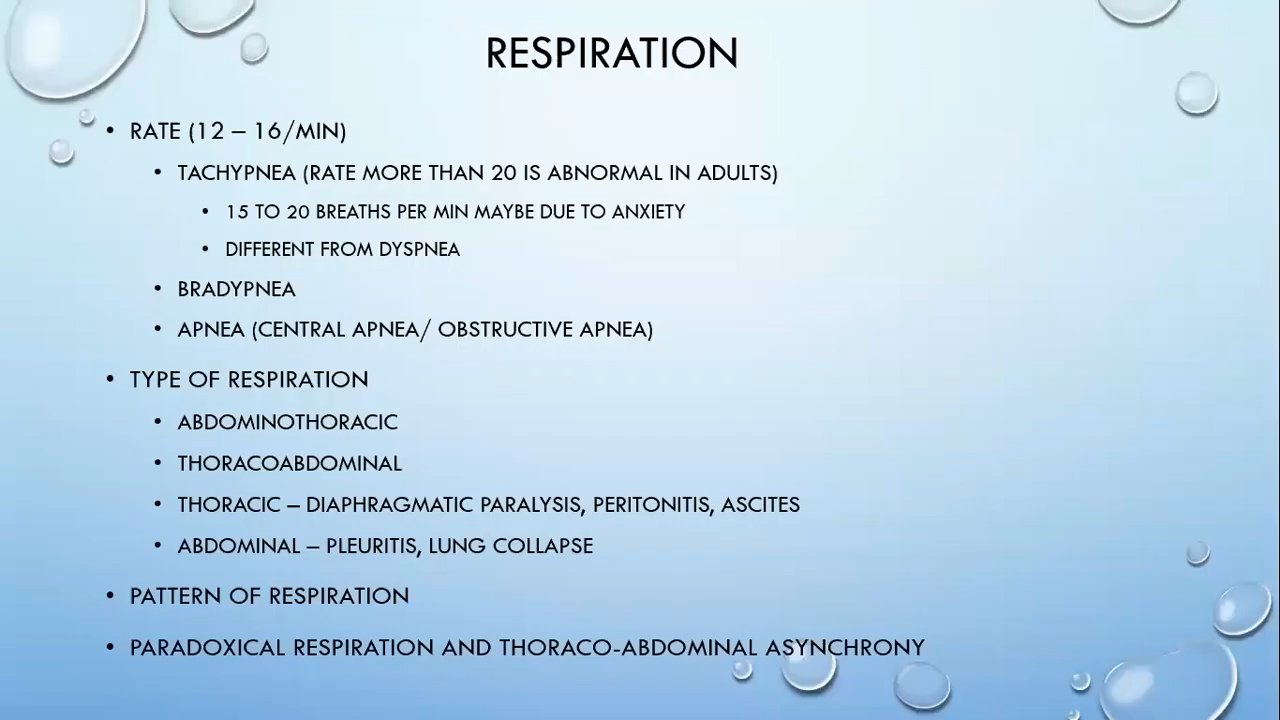 RESPIRATION
• RATE (12 – 16/MIN)
• TACHYPNEA (RATE MORE THAN 20 IS ABNORMAL IN ADULTS)
• 15 TO 20 BREATHS PER MIN MAYBE DUE TO ANXIETY
• DIFFERENT FROM DYSPNEA
• BRADYPNEA
• APNEA (CENTRAL APNEA/ OBSTRUCTIVE APNEA)
• TYPE OF RESPIRATION
• ABDOMINOTHORACIC
• THORACOABDOMINAL
• THORACIC – DIAPHRAGMATIC PARALYSIS, PERITONITIS, ASCITES
• ABDOMINAL – PLEURITIS, LUNG COLLAPSE
• PATTERN OF RESPIRATION
• PARADOXICAL RESPIRATION AND THORACO-ABDOMINAL ASYNCHRONY